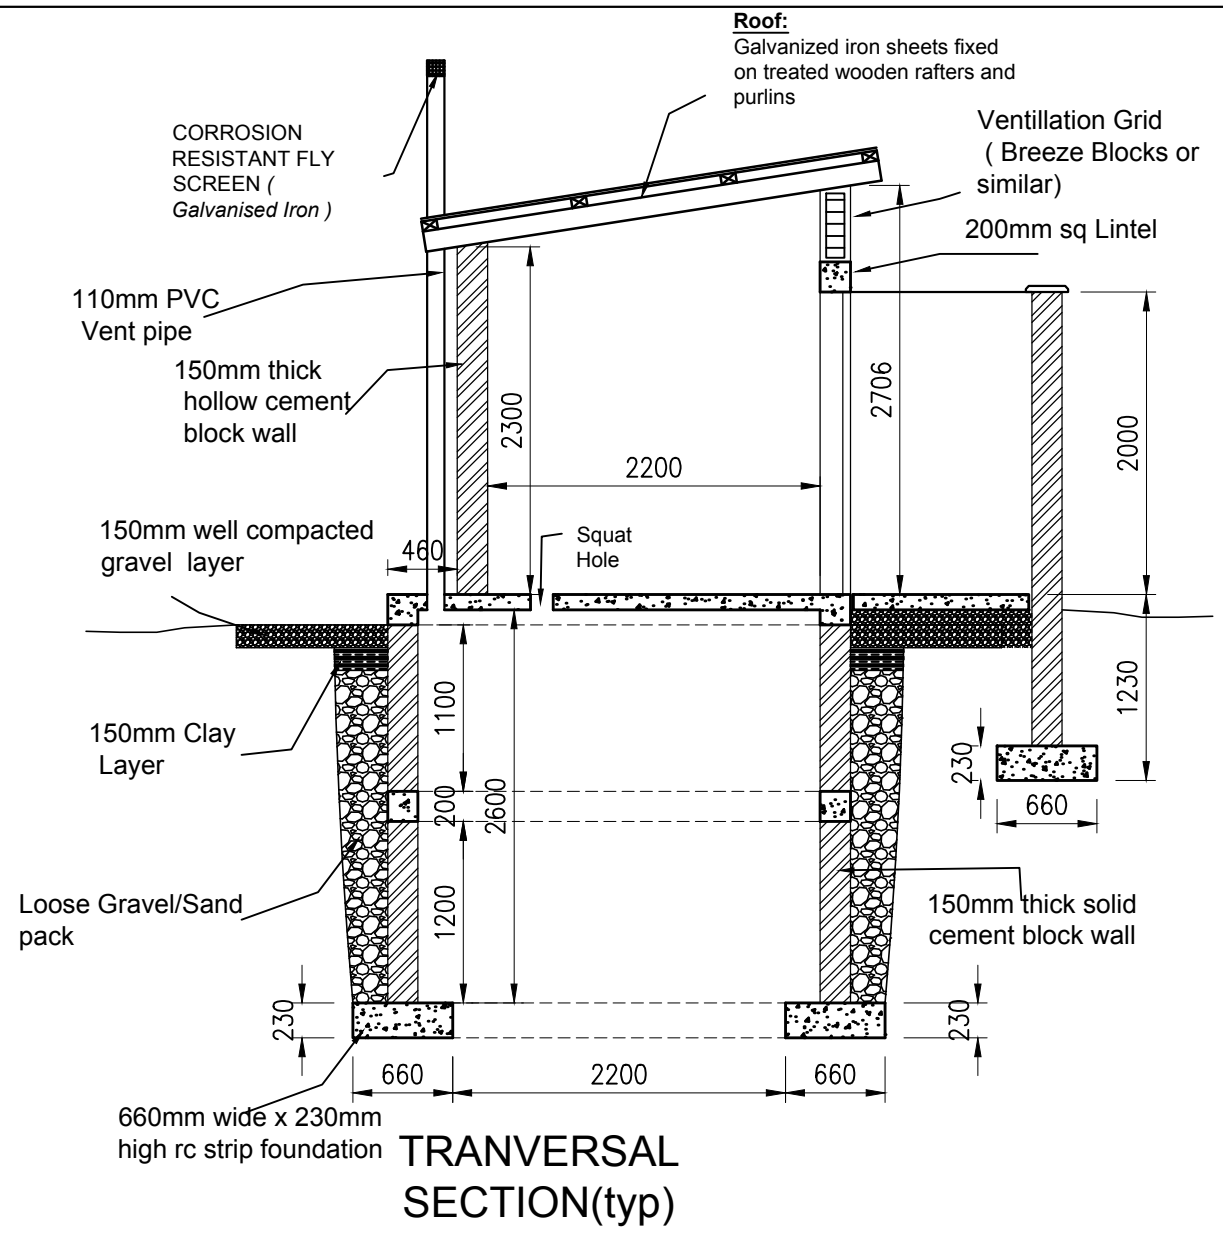 Roof:
Galvanized iron sheets fixed
on treated wooden rafters and
purlins
CORROSION
RESISTANT FLY
SCREEN (
Galvanised Iron )
Ventillation Grid
( Breeze Blocks or
similar)
200mm sq Lintel
110mm PVC
Vent pipe
150mm thick
hollow cement
block wall
2300
2706
2000
2200
150mm well compacted
gravel layer
460
Squat
Hole
1100
1230
150mm Clay
Layer
230
660
200
2600
1200
Loose Gravel/Sand
pack
150mm thick solid
cement block wall
230
230
660
2200
660
660mm wide x 230mm
high rc strip foundation
TRANVERSAL
SECTION(typ)